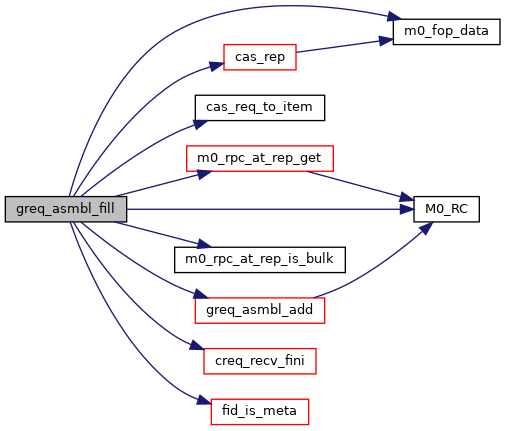 m0_fop_data
cas_rep
cas_req_to_item
m0_rpc_at_rep_get
greq_asmbl_fill
M0_RC
m0_rpc_at_rep_is_bulk
greq_asmbl_add
creq_recv_fini
fid_is_meta